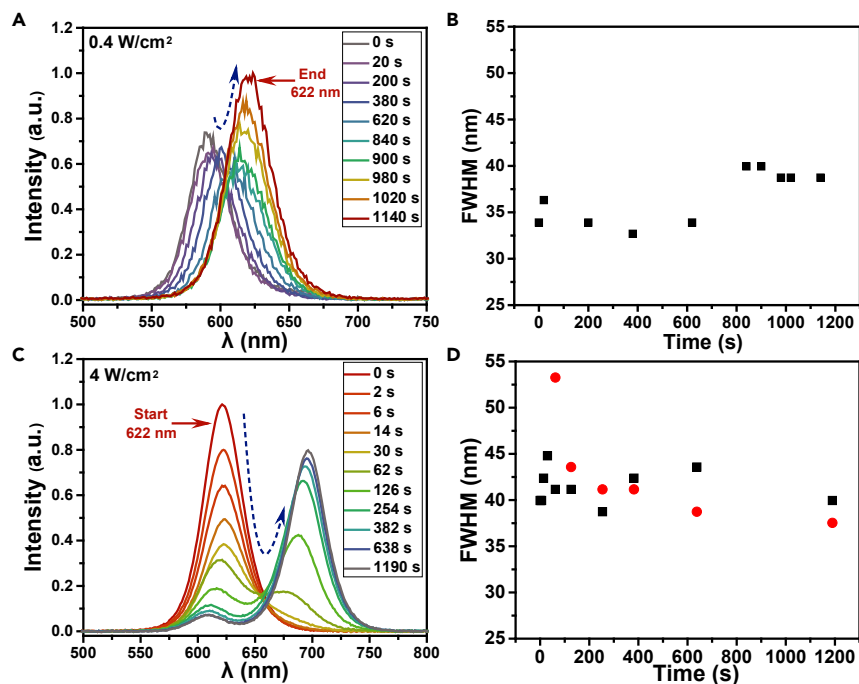 A
0.4 W/cm²
Intensity (a.u.)
1.2
1.0
0.8
0.6
0.4
0.2
0.0
500
550
600
650
700
750
λ (nm)
End
622 nm
0 s
20 s
200 s
380 s
620 s
840 s
900 s
980 s
1020 s
1140 s
B
FWHM (nm)
55
50
45
40
35
30
25
0
200
400
600
800
1000
1200
Time (s)
C
4 W/cm²
Intensity (a.u.)
1.2
1.0
0.8
0.6
0.4
0.2
0.0
500
550
600
650
700
750
800
λ (nm)
Start
622 nm
0 s
2 s
6 s
14 s
30 s
62 s
126 s
254 s
382 s
638 s
1190 s
D
FWHM (nm)
55
50
45
40
35
30
25
0
200
400
600
800
1000
1200
Time (s)